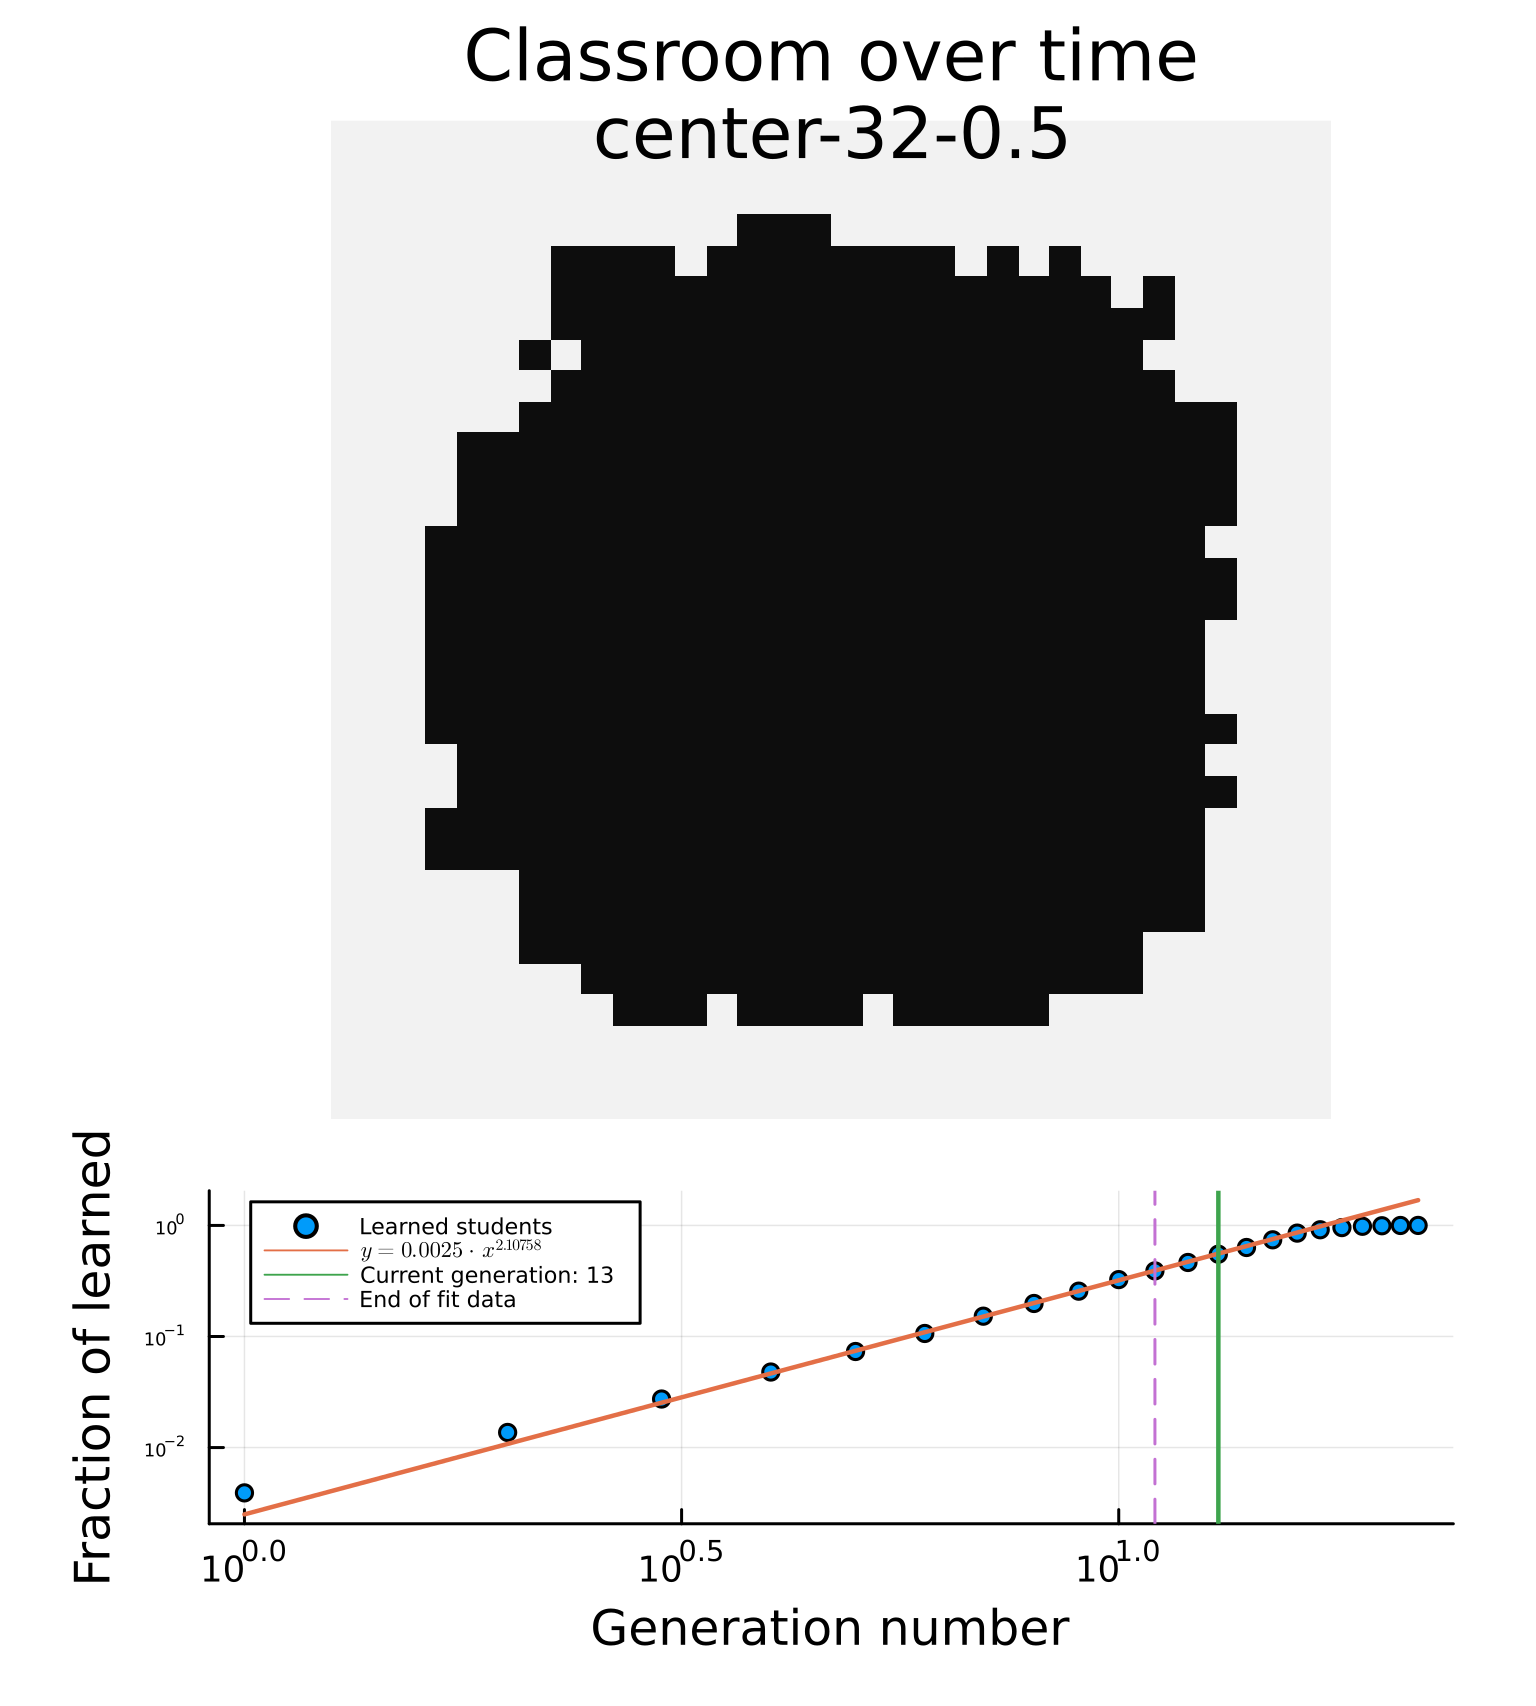 Classroom over time
center-32-0.5
Fraction of learned
10⁰
10⁻¹
10⁻²
Learned students
y = 0.0025 · x^2.10758
Current generation: 13
End of fit data
10^0.0
10^0.5
10^1.0
Generation number